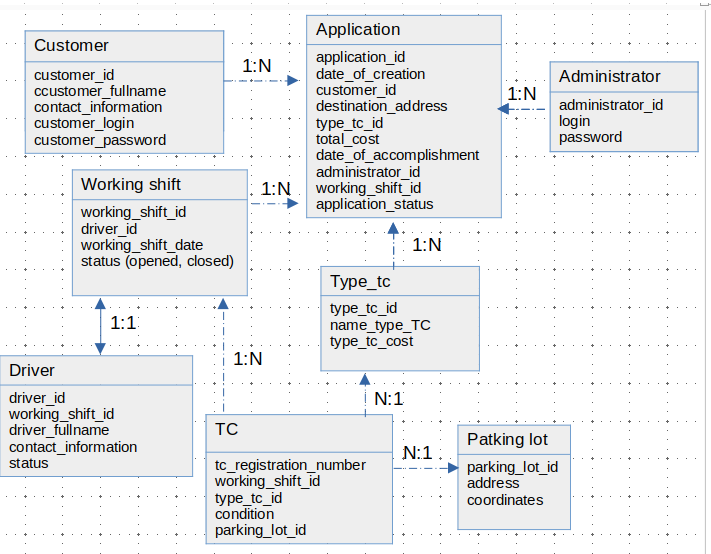 Customer
customer_id
ccustomer_fullname
contact_information
customer_login
customer_password
1:N
Application
application_id
date_of_creation
customer_id
destination_address
type_tc_id
total_cost
date_of_accomplishment
administrator_id
working_shift_id
application_status
1:N
Administrator
administrator_id
login
password
Working shift
working_shift_id
driver_id
working_shift_date
status (opened, closed)
1:N
1:N
Type_tc
type_tc_id
name_type_TC
type_tc_cost
1:1
1:N
Driver
driver_id
working_shift_id
driver_fullname
contact_information
status
N:1
TC
tc_registration_number
working_shift_id
type_tc_id
condition
parking_lot_id
N:1
Patking lot
parking_lot_id
address
coordinates